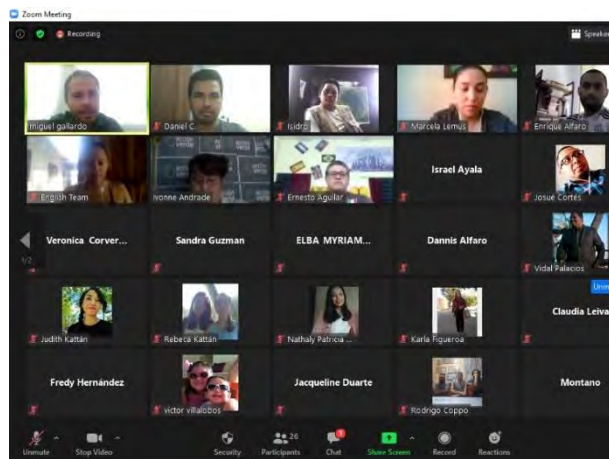 Zoom Meeting
Recording
Speaker
miguel gallardo
Daniel C.
Isidro
Marcela Lemus
Enrique Alfaro
English Team
Ivonne Andrade
Ernesto Aguilar
Israel Ayala
Josue Cortés
Veronica Corver...
Sandra Guzman
ELBA MYRIAM...
Dannis Alfaro
Vidal Palacios
1/2
Judith Kattán
Rebeca Kattán
Nathaly Patricia ...
Karla Figueroa
Claudia Leiva
Fredy Hernández
victor villalobos
Jacqueline Duarte
Rodrigo Coppo
Montano
Unmute
Stop Video
Security
Participants
26
Chat
1
Share Screen
Record
Reactions